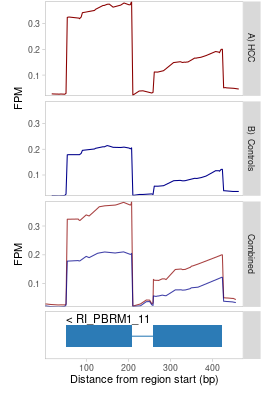 0.3
0.2
0.1
A) HCC
FPM
0.3
0.2
0.1
B) Controls
0.3
0.2
0.1
FPM
Combined
< RI_PBRM1_11
100
200
300
400
Distance from region start (bp)